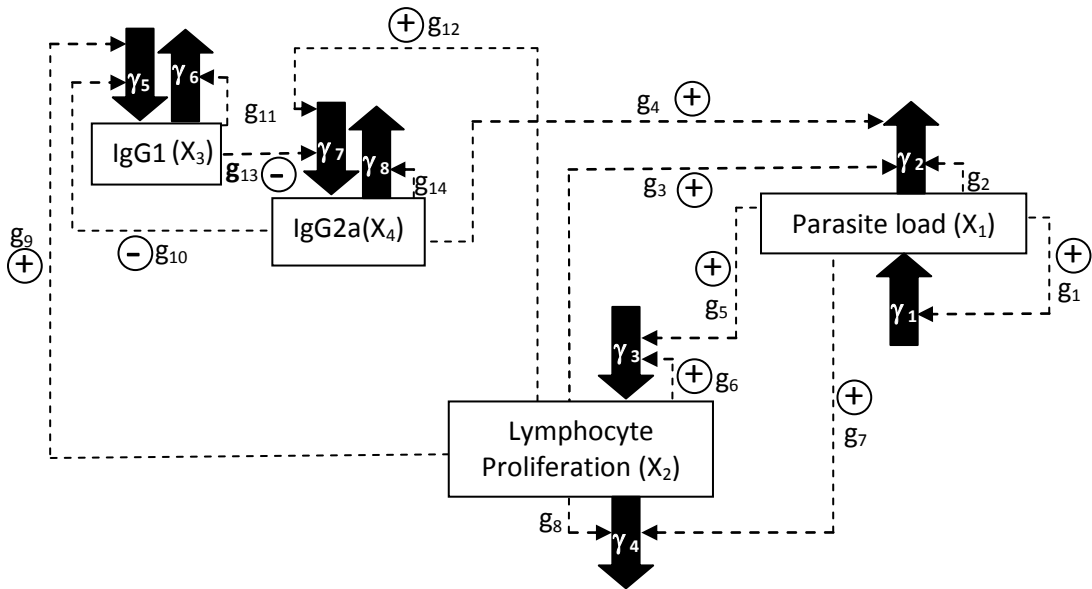 + g₁₂
γ₅ γ₆
g₁₁
IgG1 (X₃)
g₁₃ -
γ₇ γ₈
g₁₄
IgG2a(X₄)
g₉
+
- g₁₀
g₄ +
γ₂
g₃ +
g₂
Parasite load (X₁)
+
g₁
γ₁
+
g₅
γ₃
+ g₆
+
g₇
Lymphocyte
Proliferation (X₂)
g₈
γ₄